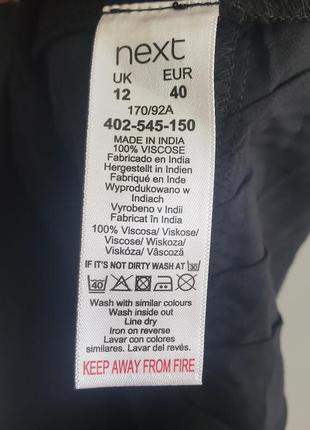 next
UK EUR
12 40
170/92A
402-545-150
MADE IN INDIA
100% VISCOSE
Fabricado en India
Hergestellt in Indien
Fabriqué en Inde
Wyprodukowano w
Indiach
Vyrobeno v Indii
Fabricat în India
100% Viscosa/ Viskose/
Viscose/ Wiskoza/
Viskóza/ Vâscoză
IF IT'S NOT DIRTY WASH AT 30
40
Wash with similar colours
Wash inside out
Line dry
Iron on reverse
Lavar con colores
similares. Lavar del revés.
KEEP AWAY FROM FIRE